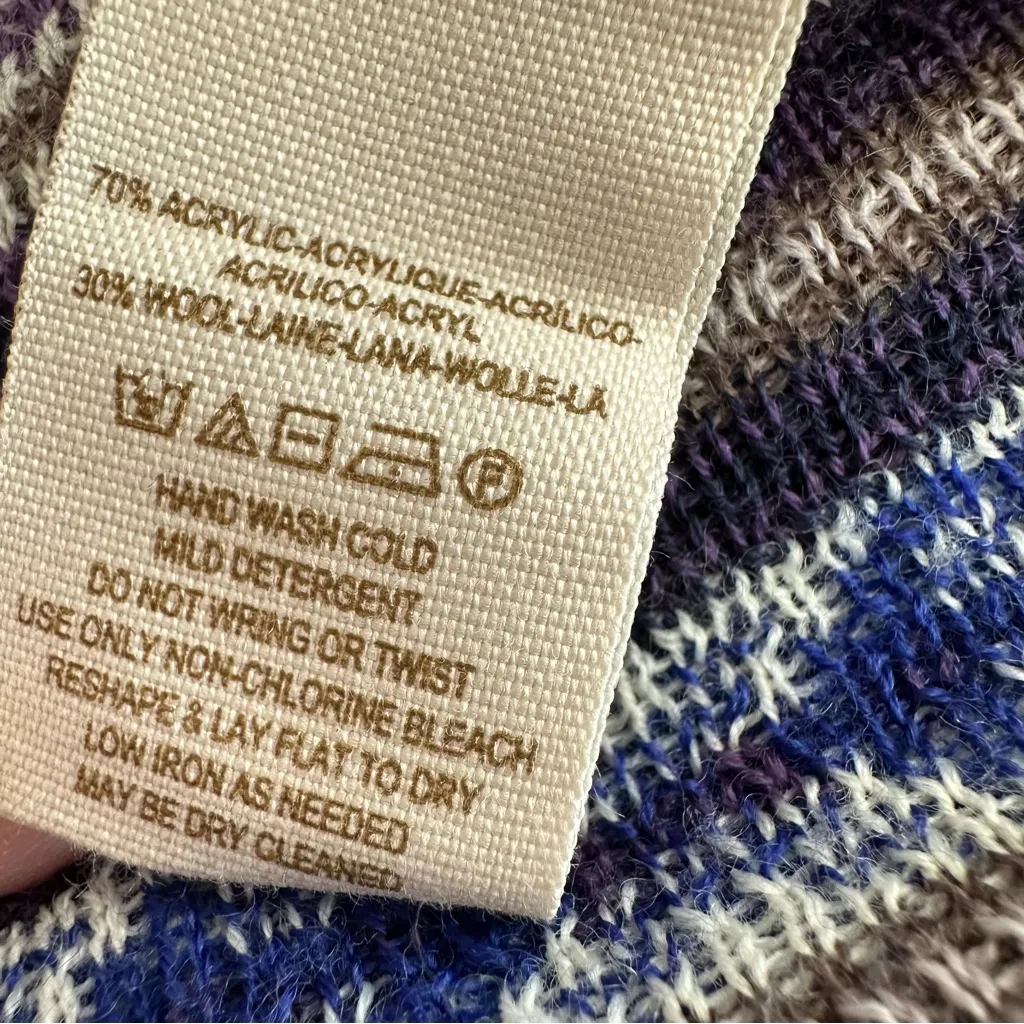 70% ACRYLIC-ACRYLIQUE-ACRÍLICO-
ACRILICO-ACRYL
30% WOOL-LAINE-LANA-WOLLE-LÃ
P
HAND WASH COLD
MILD DETERGENT
DO NOT WRING OR TWIST
USE ONLY NON-CHLORINE BLEACH
RESHAPE & LAY FLAT TO DRY
LOW IRON AS NEEDED
MAY BE DRY CLEANED